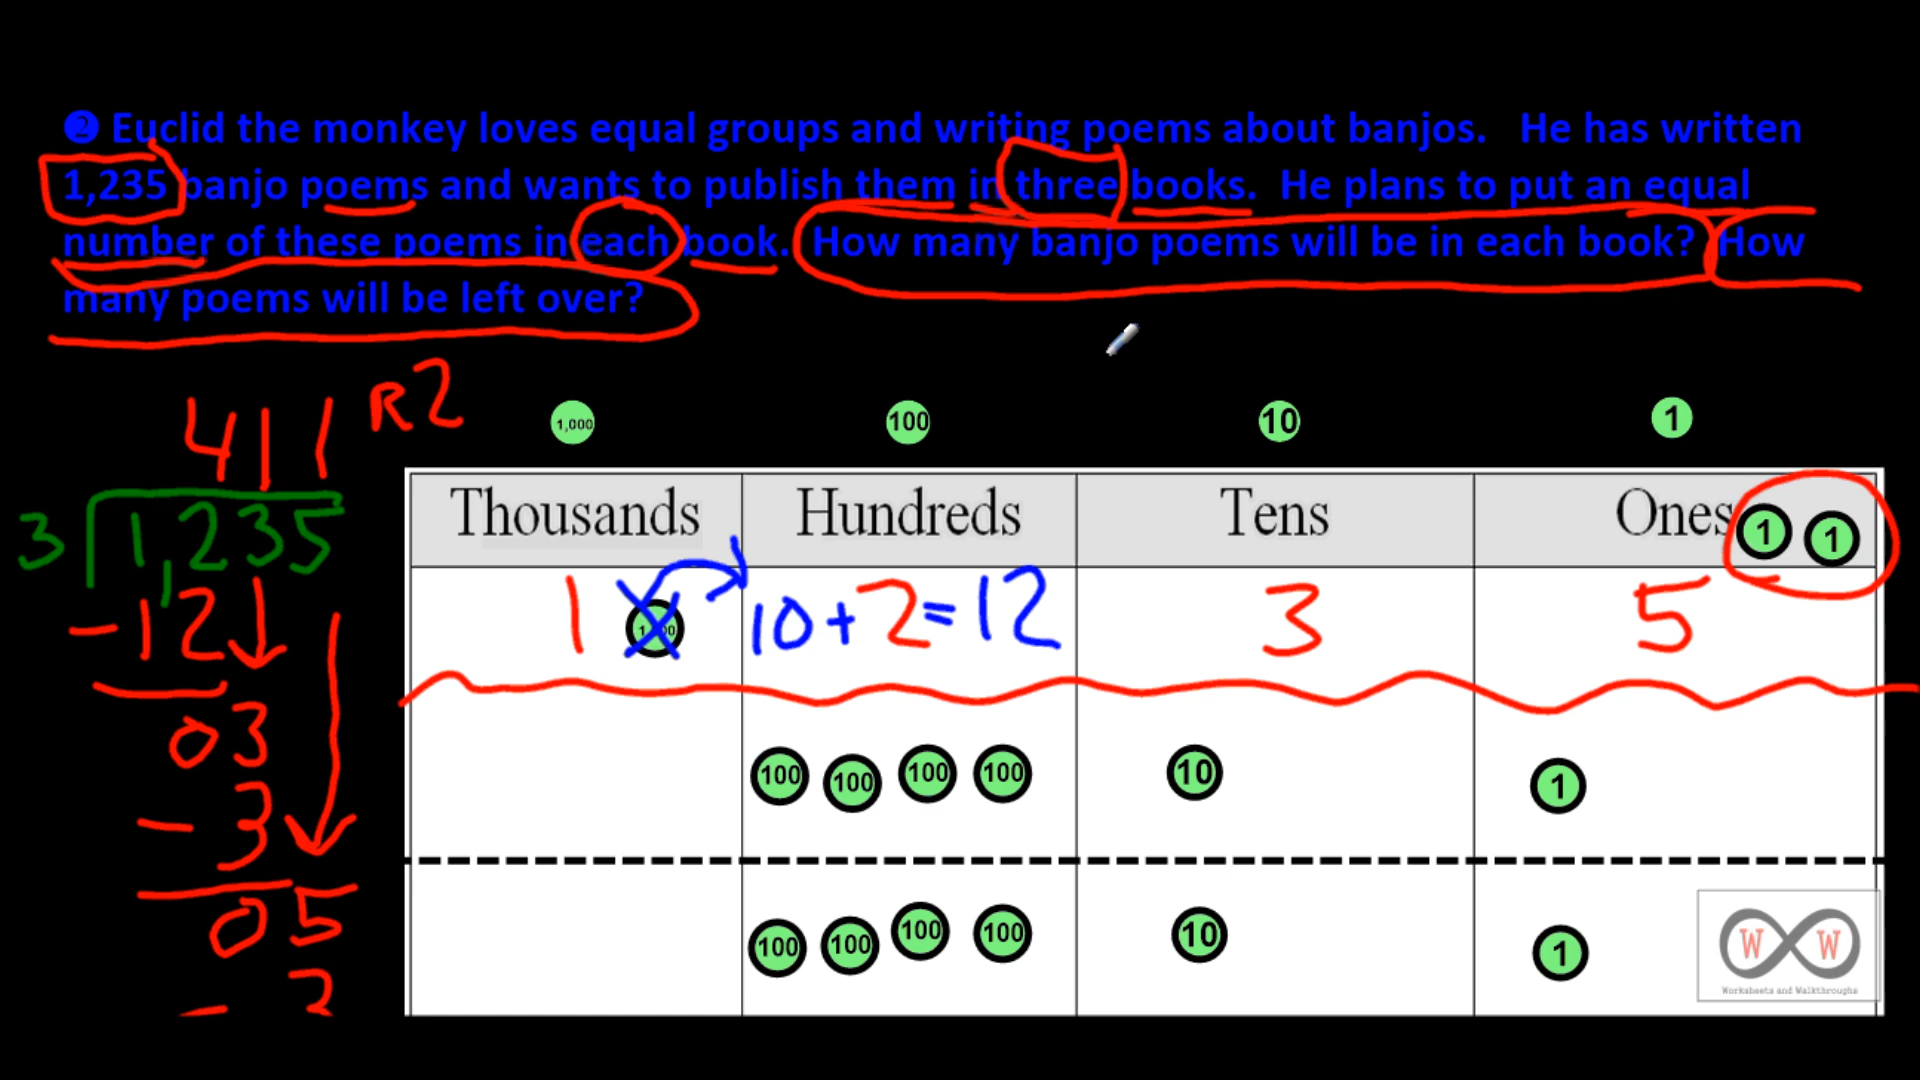 ❷ Euclid the monkey loves equal groups and writing poems about banjos. He has written
1,235 banjo poems and wants to publish them in three books. He plans to put an equal
number of these poems in each book. How many banjo poems will be in each book? How
many poems will be left over?
411 R2
1,000 100 10 1
3 1,235
Thousands Hundreds Tens Ones 1 1
1 10+2=12 3 5
-12
03
100 100 100 100 10 1
-3
05
100 100 100 100 10 1
W W
Worksheets and Walkthroughs